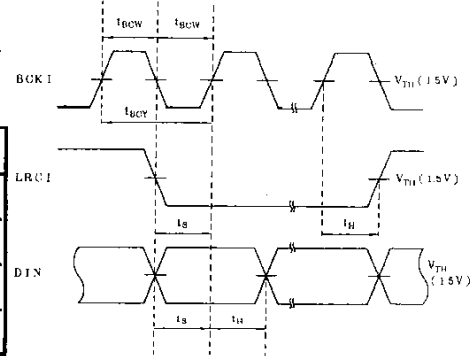 tBCW tBCW
BCKI
VTH (1.5V)
tBCY
LRCI
VTH (1.5V)
tS
tH
DIN
VTH
(1.5V)
tS tH